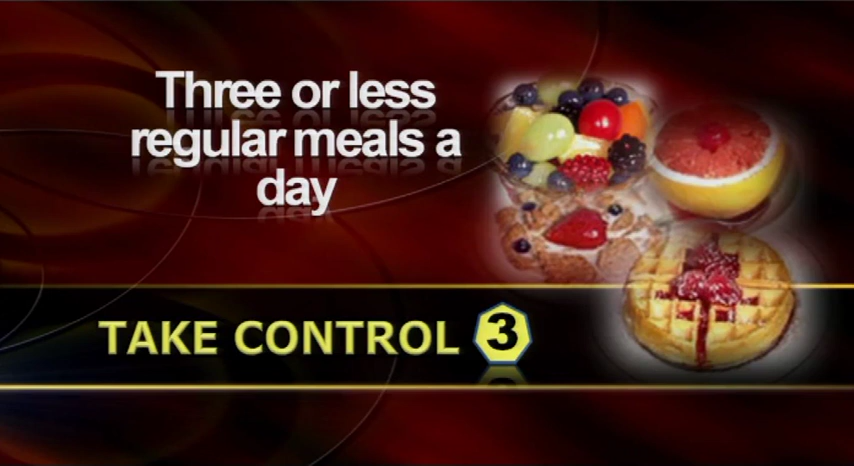 Three or less
regular meals a
day
TAKE CONTROL 3